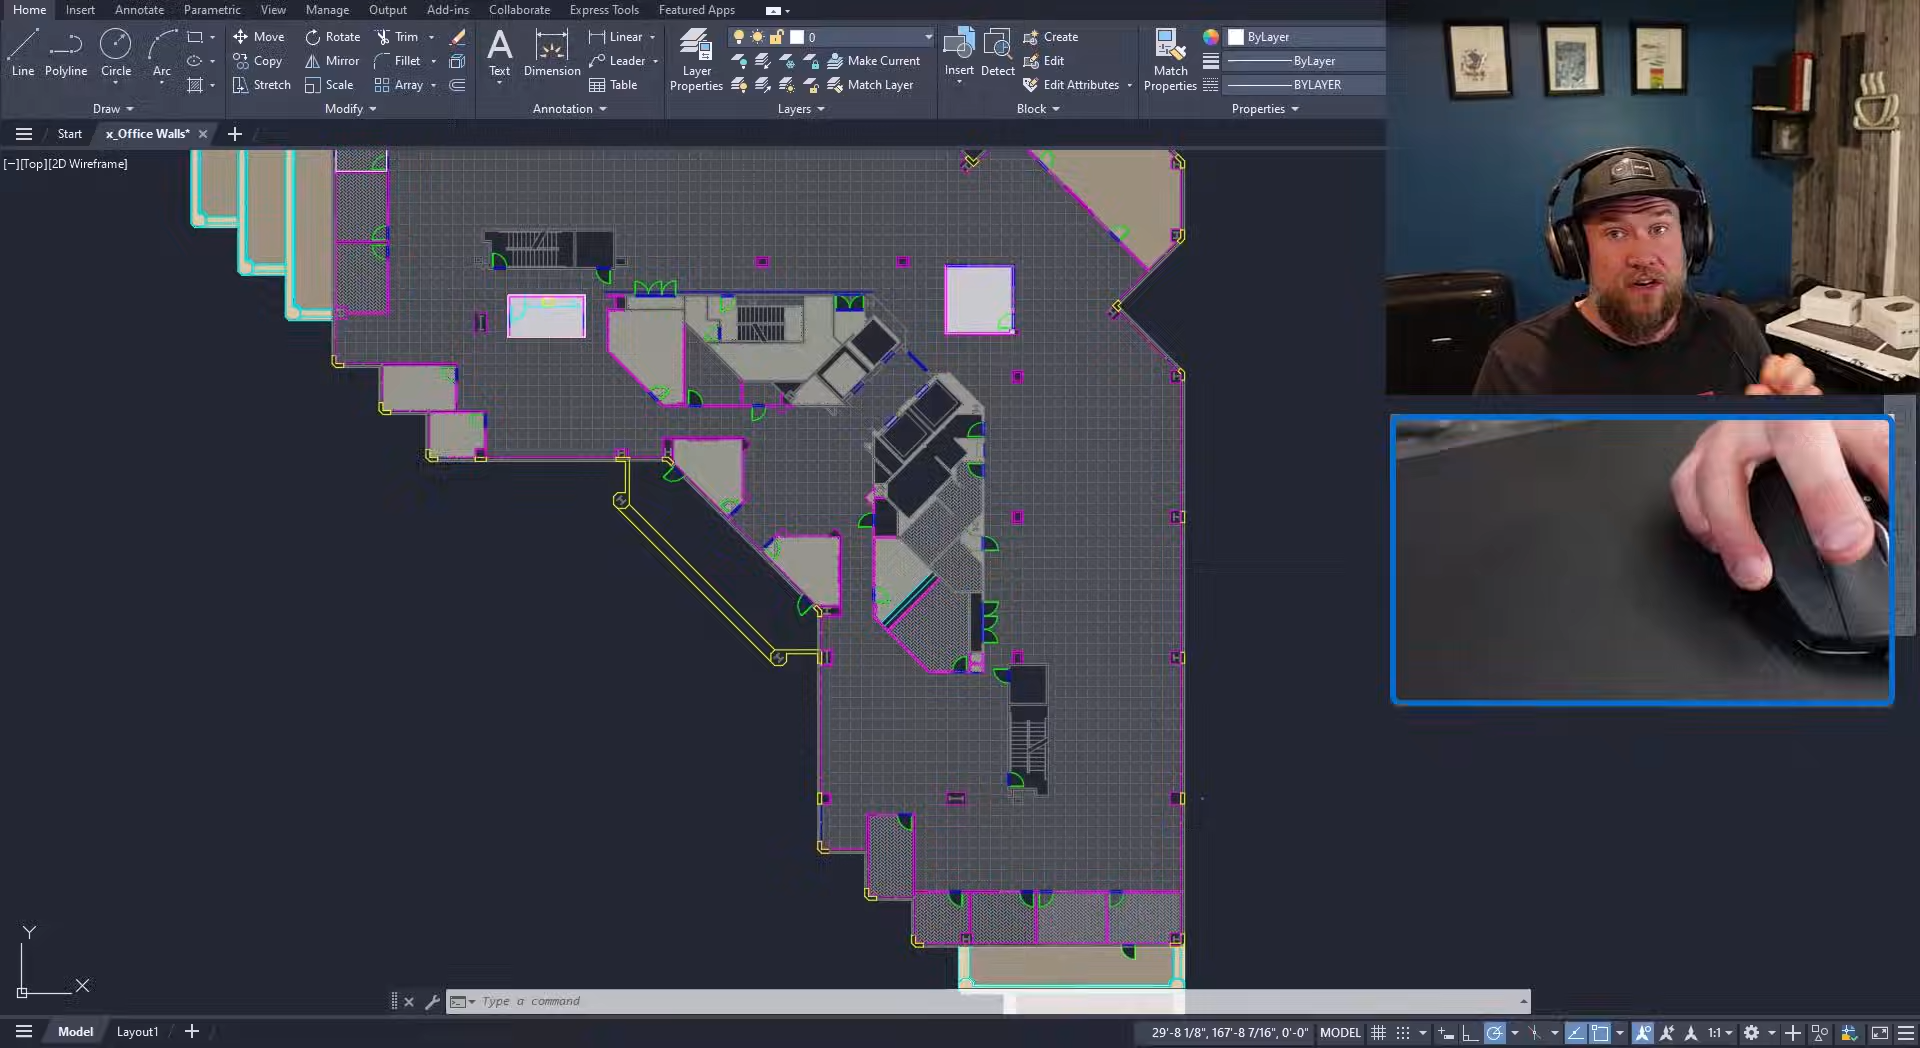 Home Insert Annotate Parametric View Manage Output Add-ins Collaborate Express Tools Featured Apps
Line Polyline Circle Arc
Move Rotate Trim
Copy Mirror Fillet
Stretch Scale Array
Text Dimension
Linear
Leader
Table
Layer Properties
0
Make Current
Match Layer
Insert Detect
Create
Edit
Edit Attributes
Match Properties
ByLayer
ByLayer
BYLAYER
Draw Modify Annotation Layers Block Properties
Start x_Office Walls*
[−][Top][2D Wireframe]
Y
X
Type a command
Model Layout1
29'-8 1/8", 167'-8 7/16", 0'-0" MODEL 1:1